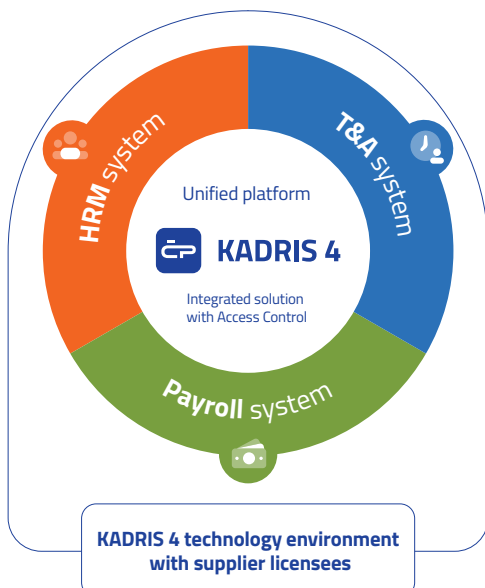 HRM system
T&A system
Unified platform
KADRIS 4
Integrated solution
with Access Control
Payroll system
KADRIS 4 technology environment
with supplier licensees